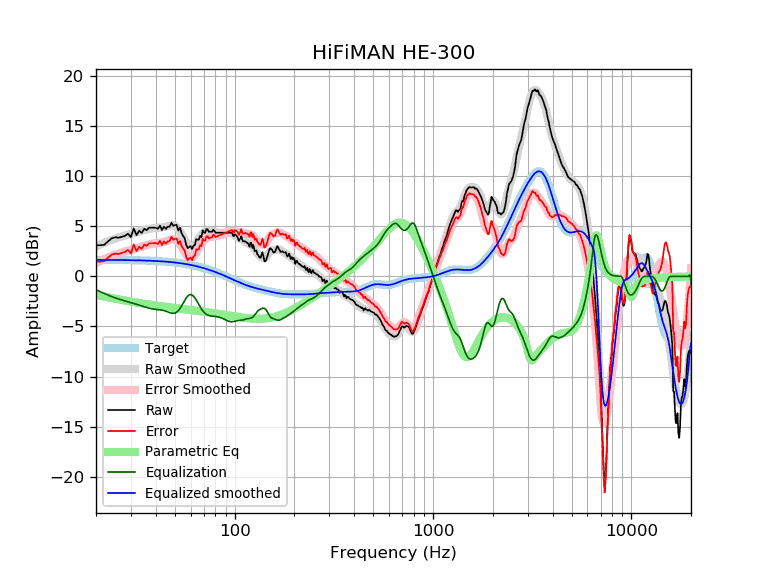 HiFiMAN HE-300
20
15
10
5
0
−5
−10
−15
−20
Amplitude (dBr)
Target
Raw Smoothed
Error Smoothed
Raw
Error
Parametric Eq
Equalization
Equalized smoothed
100
1000
10000
Frequency (Hz)